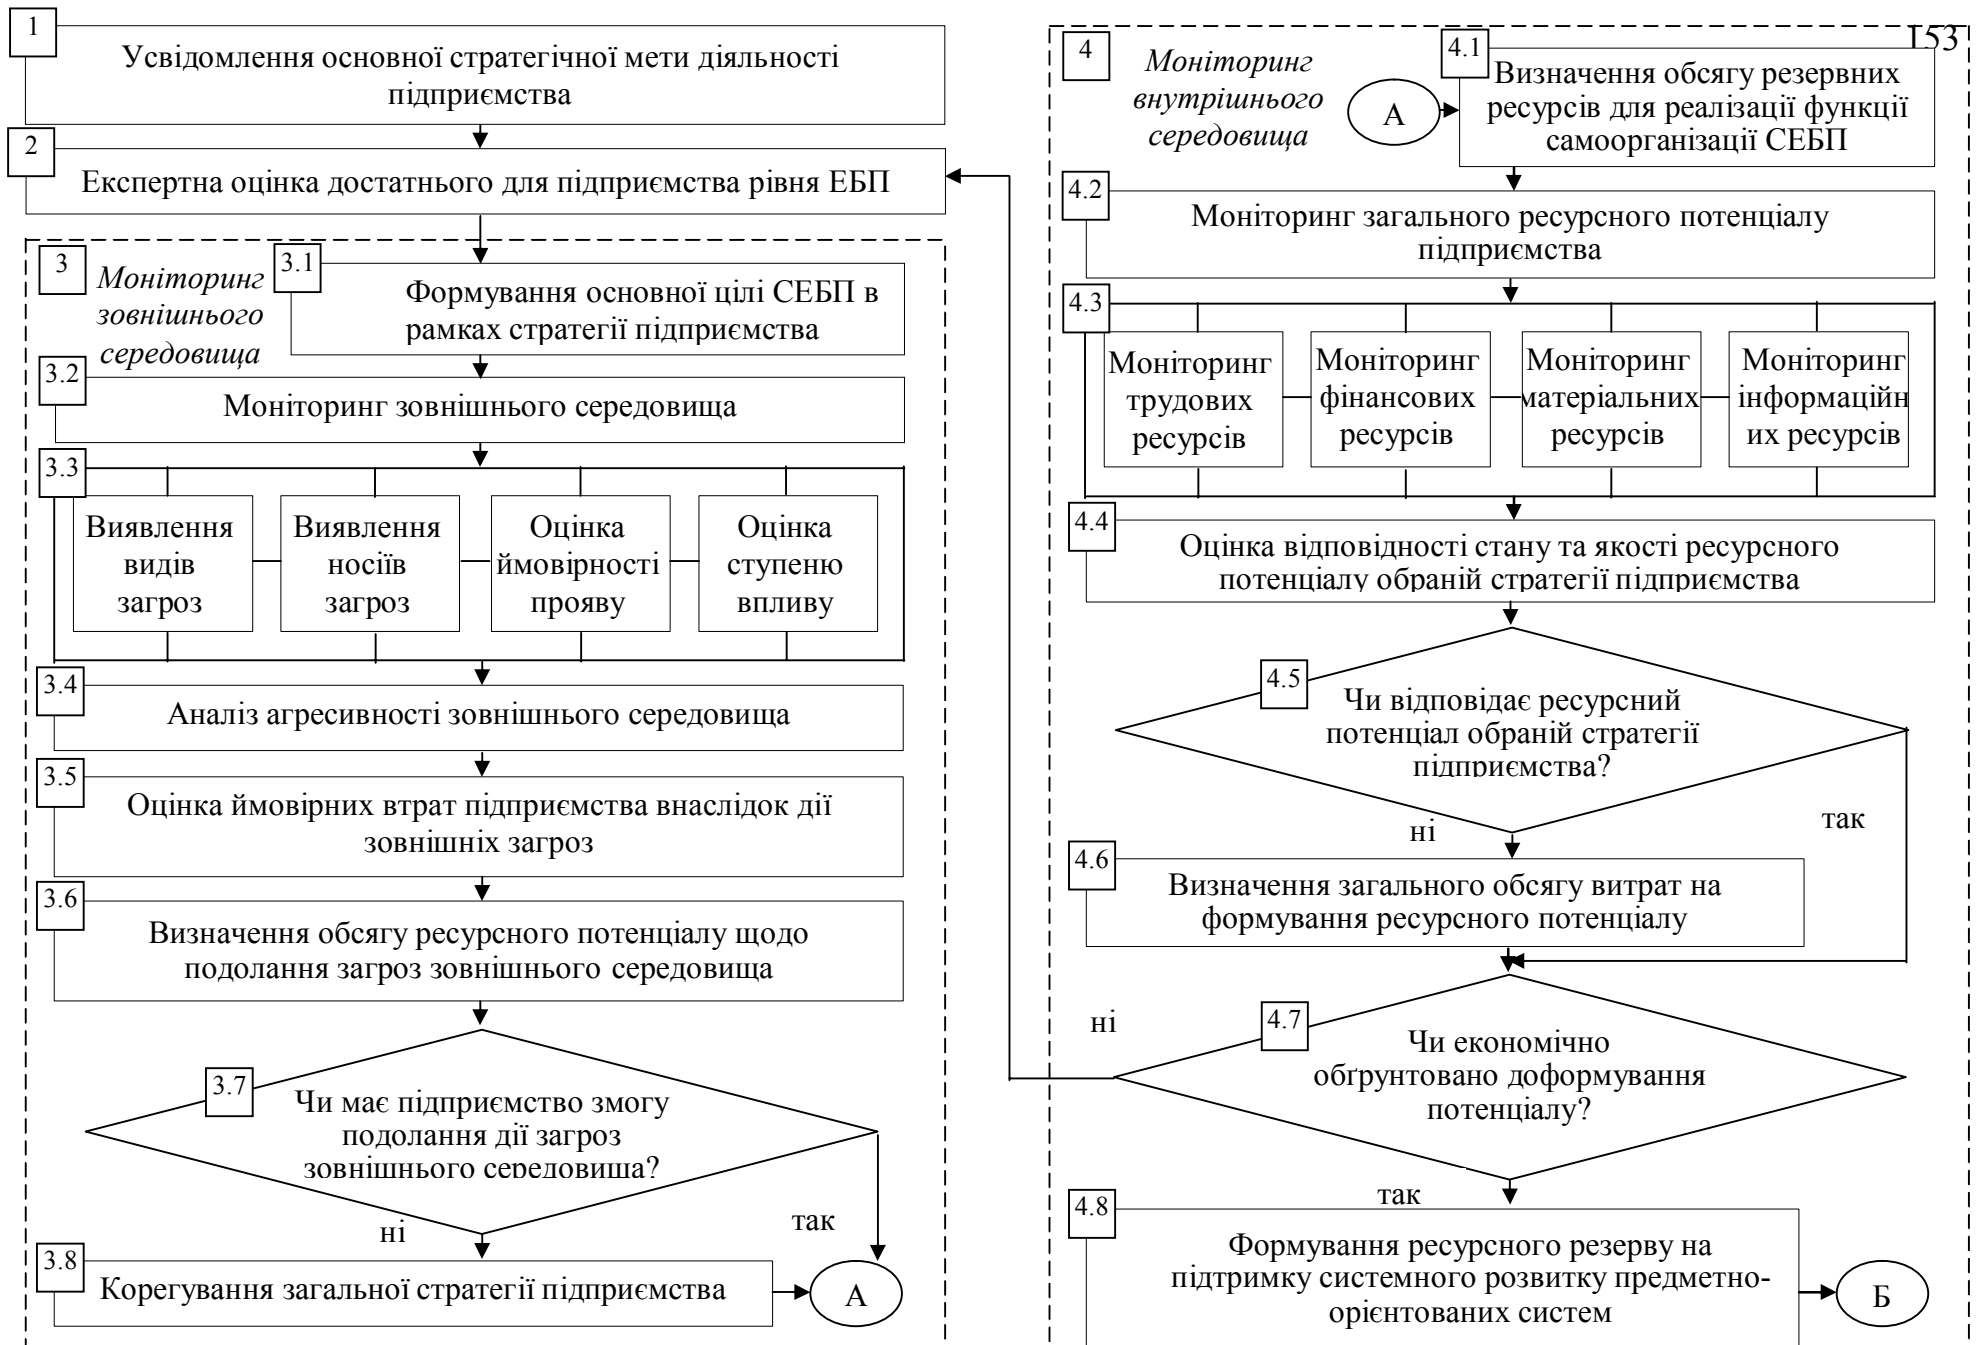 1
Усвідомлення основної стратегічної мети діяльності
підприємства
2
Експертна оцінка достатнього для підприємства рівня ЕБП
3
Моніторинг
зовнішнього
середовища
3.1
Формування основної цілі СЕБП в
рамках стратегії підприємства
3.2
Моніторинг зовнішнього середовища
3.3
Виявлення
видів
загроз
Виявлення
носіїв
загроз
Оцінка
ймовірності
прояву
Оцінка
ступеню
впливу
3.4
Аналіз агресивності зовнішнього середовища
3.5
Оцінка ймовірних втрат підприємства внаслідок дії
зовнішніх загроз
3.6
Визначення обсягу ресурсного потенціалу щодо
подолання загроз зовнішнього середовища
3.7
Чи має підприємство змогу
подолання дії загроз
зовнішнього середовища?
ні
так
3.8
Корегування загальної стратегії підприємства
А
153
4
Моніторинг
внутрішнього
середовища
А
4.1
Визначення обсягу резервних
ресурсів для реалізації функції
самоорганізації СЕБП
4.2
Моніторинг загального ресурсного потенціалу
підприємства
4.3
Моніторинг
трудових
ресурсів
Моніторинг
фінансових
ресурсів
Моніторинг
матеріальних
ресурсів
Моніторинг
інформаційн
их ресурсів
4.4
Оцінка відповідності стану та якості ресурсного
потенціалу обраній стратегії підприємства
4.5
Чи відповідає ресурсний
потенціал обраній стратегії
підприємства?
ні
так
4.6
Визначення загального обсягу витрат на
формування ресурсного потенціалу
ні
4.7
Чи економічно
обґрунтовано доформування
потенціалу?
так
4.8
Формування ресурсного резерву на
підтримку системного розвитку предметно-
орієнтованих систем
Б